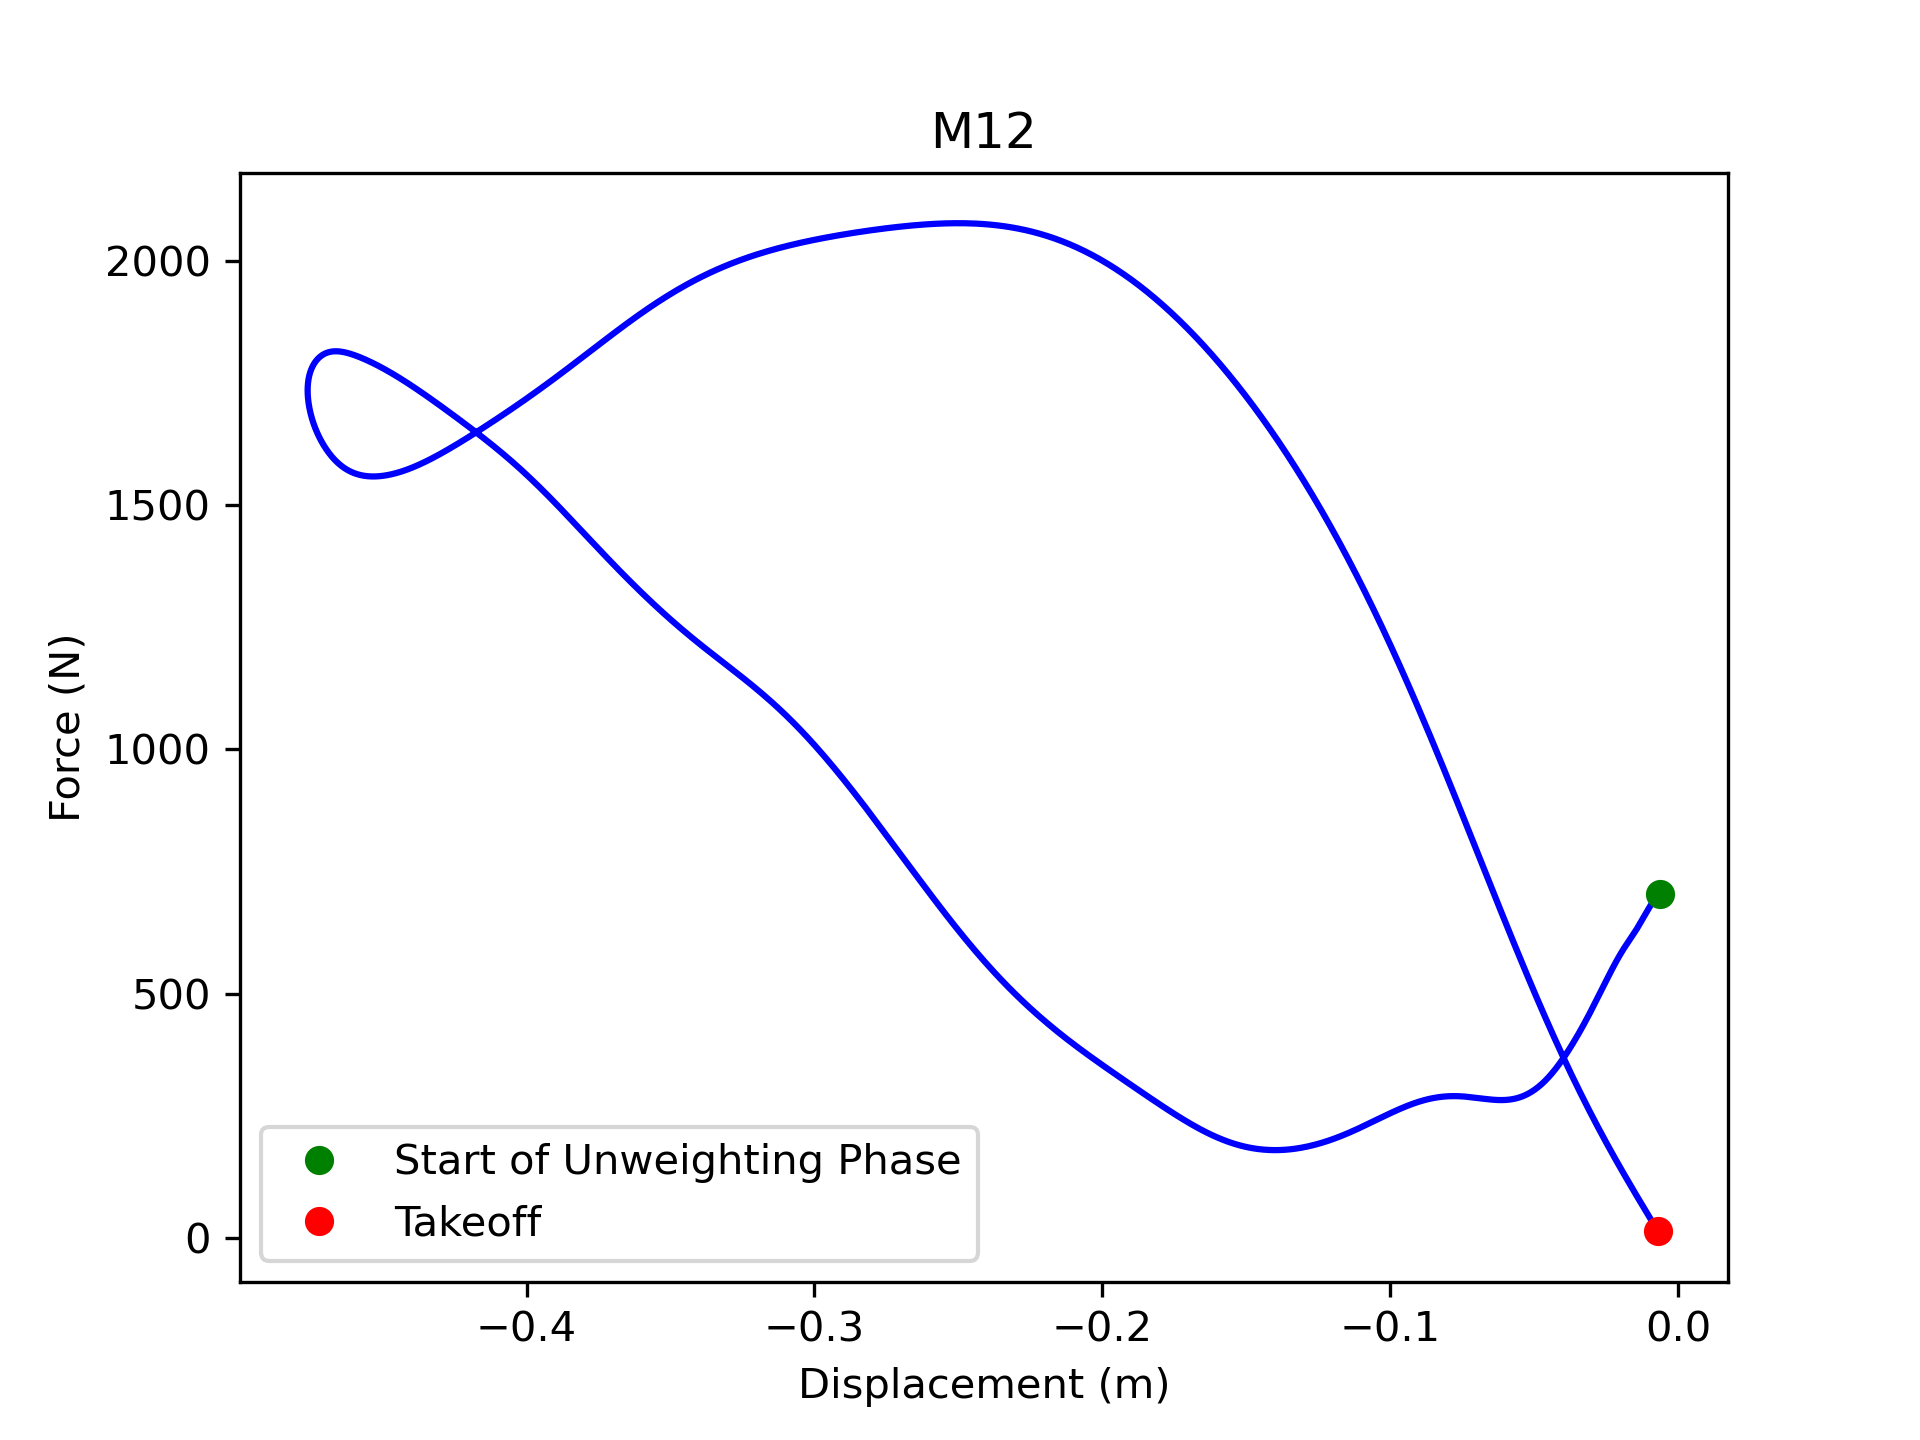 M12
2000
1500
1000
500
0
Force (N)
Start of Unweighting Phase
Takeoff
−0.4 −0.3 −0.2 −0.1 0.0
Displacement (m)